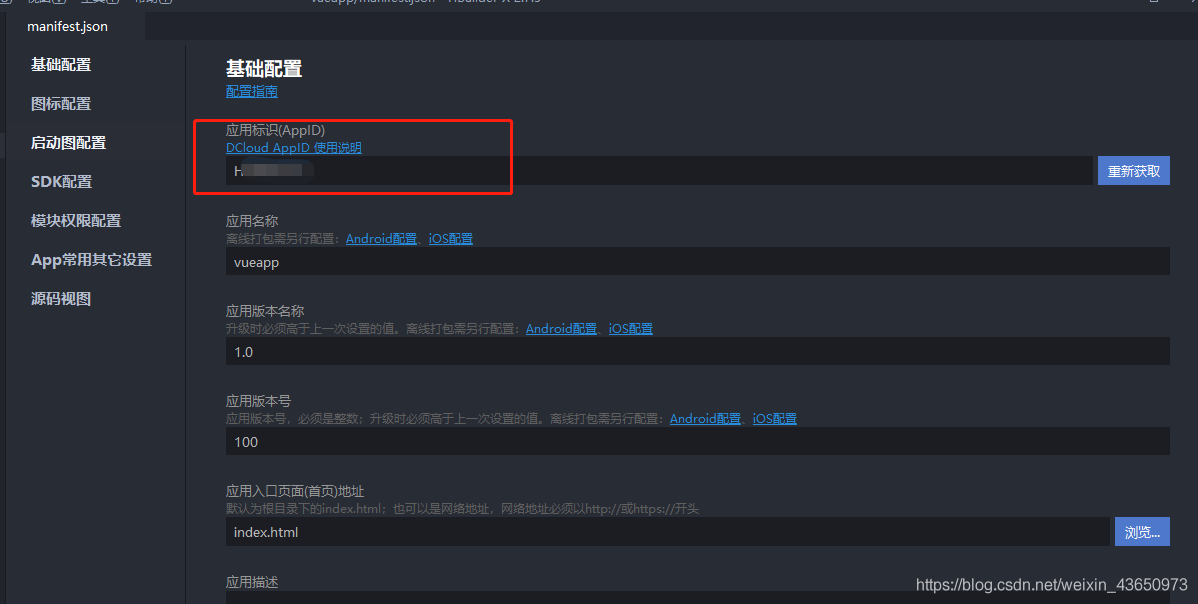 manifest.json
基础配置
图标配置
启动图配置
SDK配置
模块权限配置
App常用其它设置
源码视图
基础配置
配置指南
应用标识(AppID)
DCloud AppID 使用说明
H
重新获取
应用名称
离线打包需另行配置：Android配置、iOS配置
vueapp
应用版本名称
升级时必须高于上一次设置的值。离线打包需另行配置：Android配置、iOS配置
1.0
应用版本号
应用版本号，必须是整数；升级时必须高于上一次设置的值。离线打包需另行配置：Android配置、iOS配置
100
应用入口页面(首页)地址
默认为根目录下的index.html；也可以是网络地址，网络地址必须以http://或https://开头
index.html
浏览...
应用描述
https://blog.csdn.net/weixin_43650973